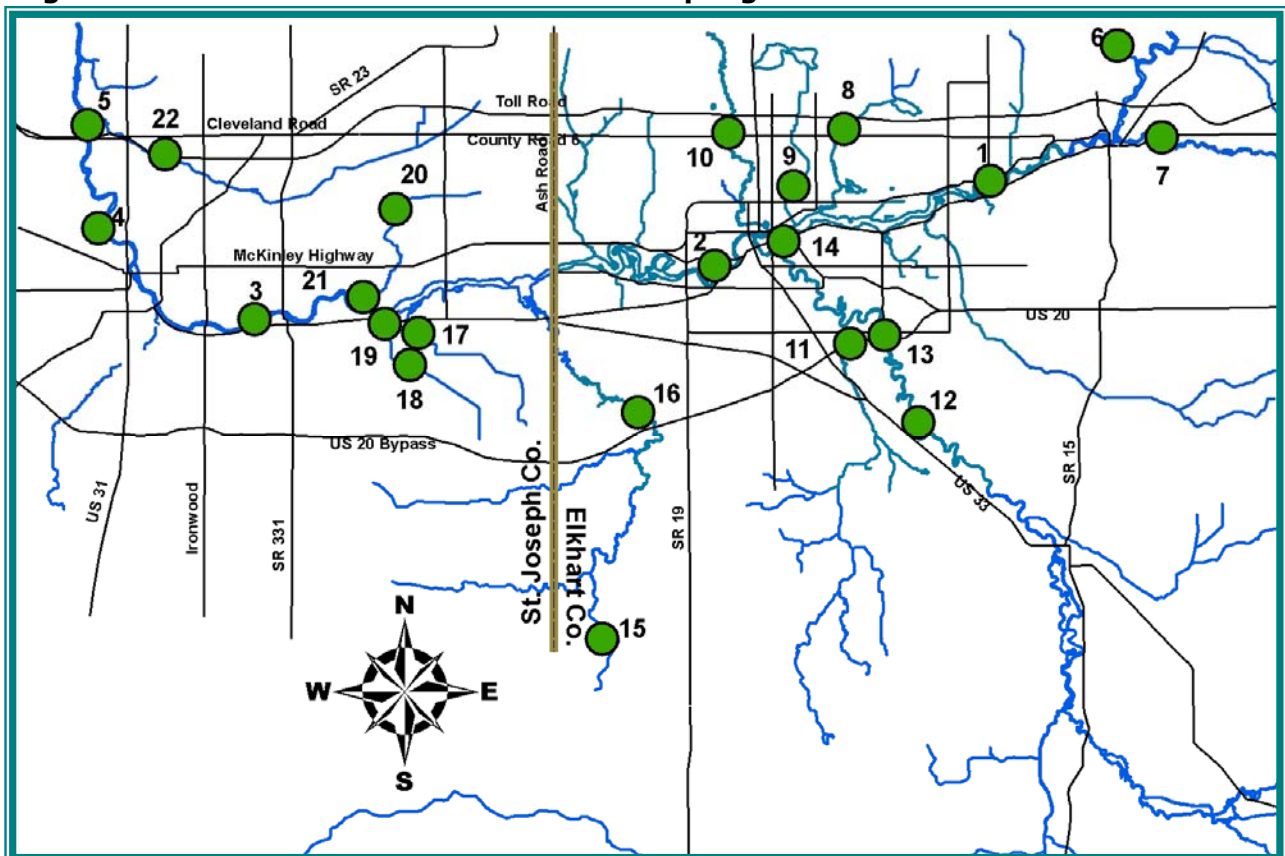 6
SR 23
5
Toll Road
8
22
Cleveland Road
County Road 6
10
9
1
7
20
Ash Road
4
2
14
McKinley Highway
21
3
US 20
17
19
11
13
18
16
12
US 20 Bypass
SR 15
US 31
Ironwood
SR 331
St. Joseph Co.
Elkhart Co.
SR 19
US 33
15
N
W
E
S